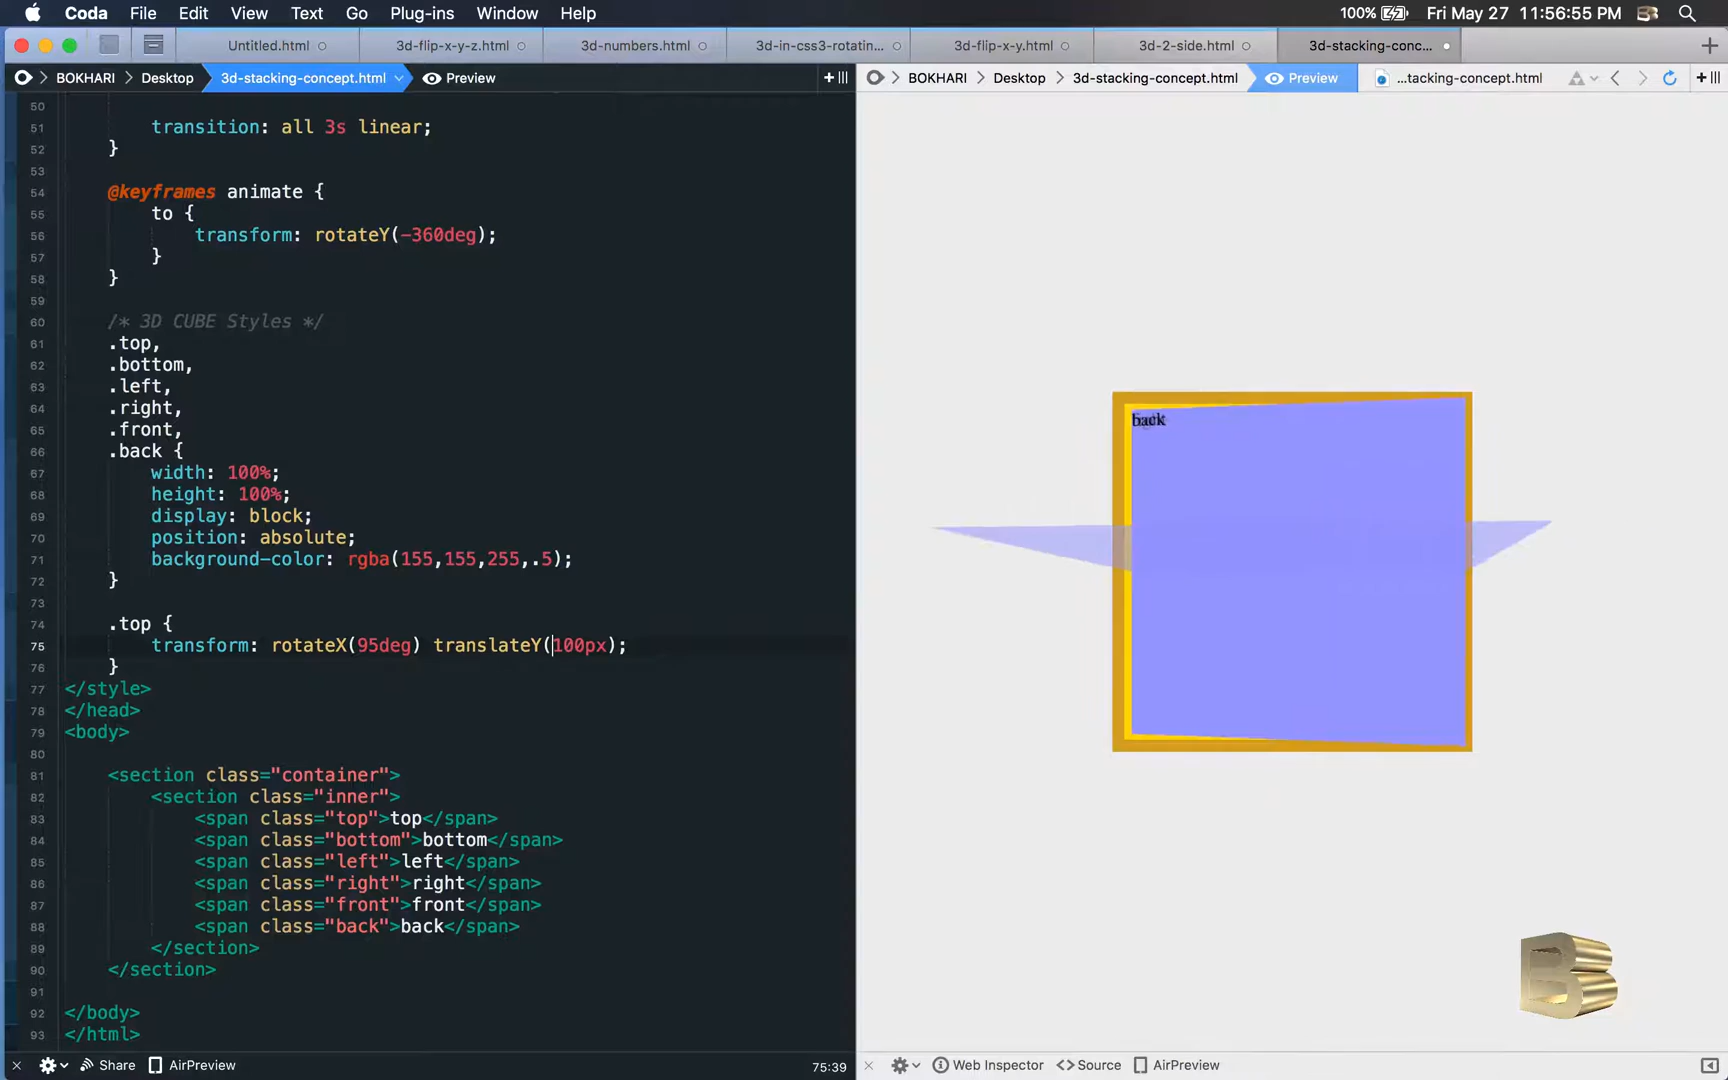 Coda File Edit View Text Go Plug-ins Window Help 100% Fri May 27 11:56:55 PM
Untitled.html 3d-flip-x-y-z.html 3d-numbers.html 3d-in-css3-rotatin... 3d-flip-x-y.html 3d-2-side.html 3d-stacking-conc...
BOKHARI Desktop 3d-stacking-concept.html Preview
BOKHARI Desktop 3d-stacking-concept.html Preview ...tacking-concept.html
50
51 transition: all 3s linear;
52 }
53
54 @keyframes animate {
55 to {
56 transform: rotateY(-360deg);
57 }
58 }
59
60 /* 3D CUBE Styles */
61 .top,
62 .bottom,
63 .left,
64 .right,
65 .front,
66 .back {
67 width: 100%;
68 height: 100%;
69 display: block;
70 position: absolute;
71 background-color: rgba(155,155,255,.5);
72 }
73
74 .top {
75 transform: rotateX(95deg) translateY(100px);
76 }
77 </style>
78 </head>
79 <body>
80
81 <section class="container">
82 <section class="inner">
83 <span class="top">top</span>
84 <span class="bottom">bottom</span>
85 <span class="left">left</span>
86 <span class="right">right</span>
87 <span class="front">front</span>
88 <span class="back">back</span>
89 </section>
90 </section>
91
92 </body>
93 </html>
back
B
Share AirPreview 75:39
Web Inspector <> Source AirPreview